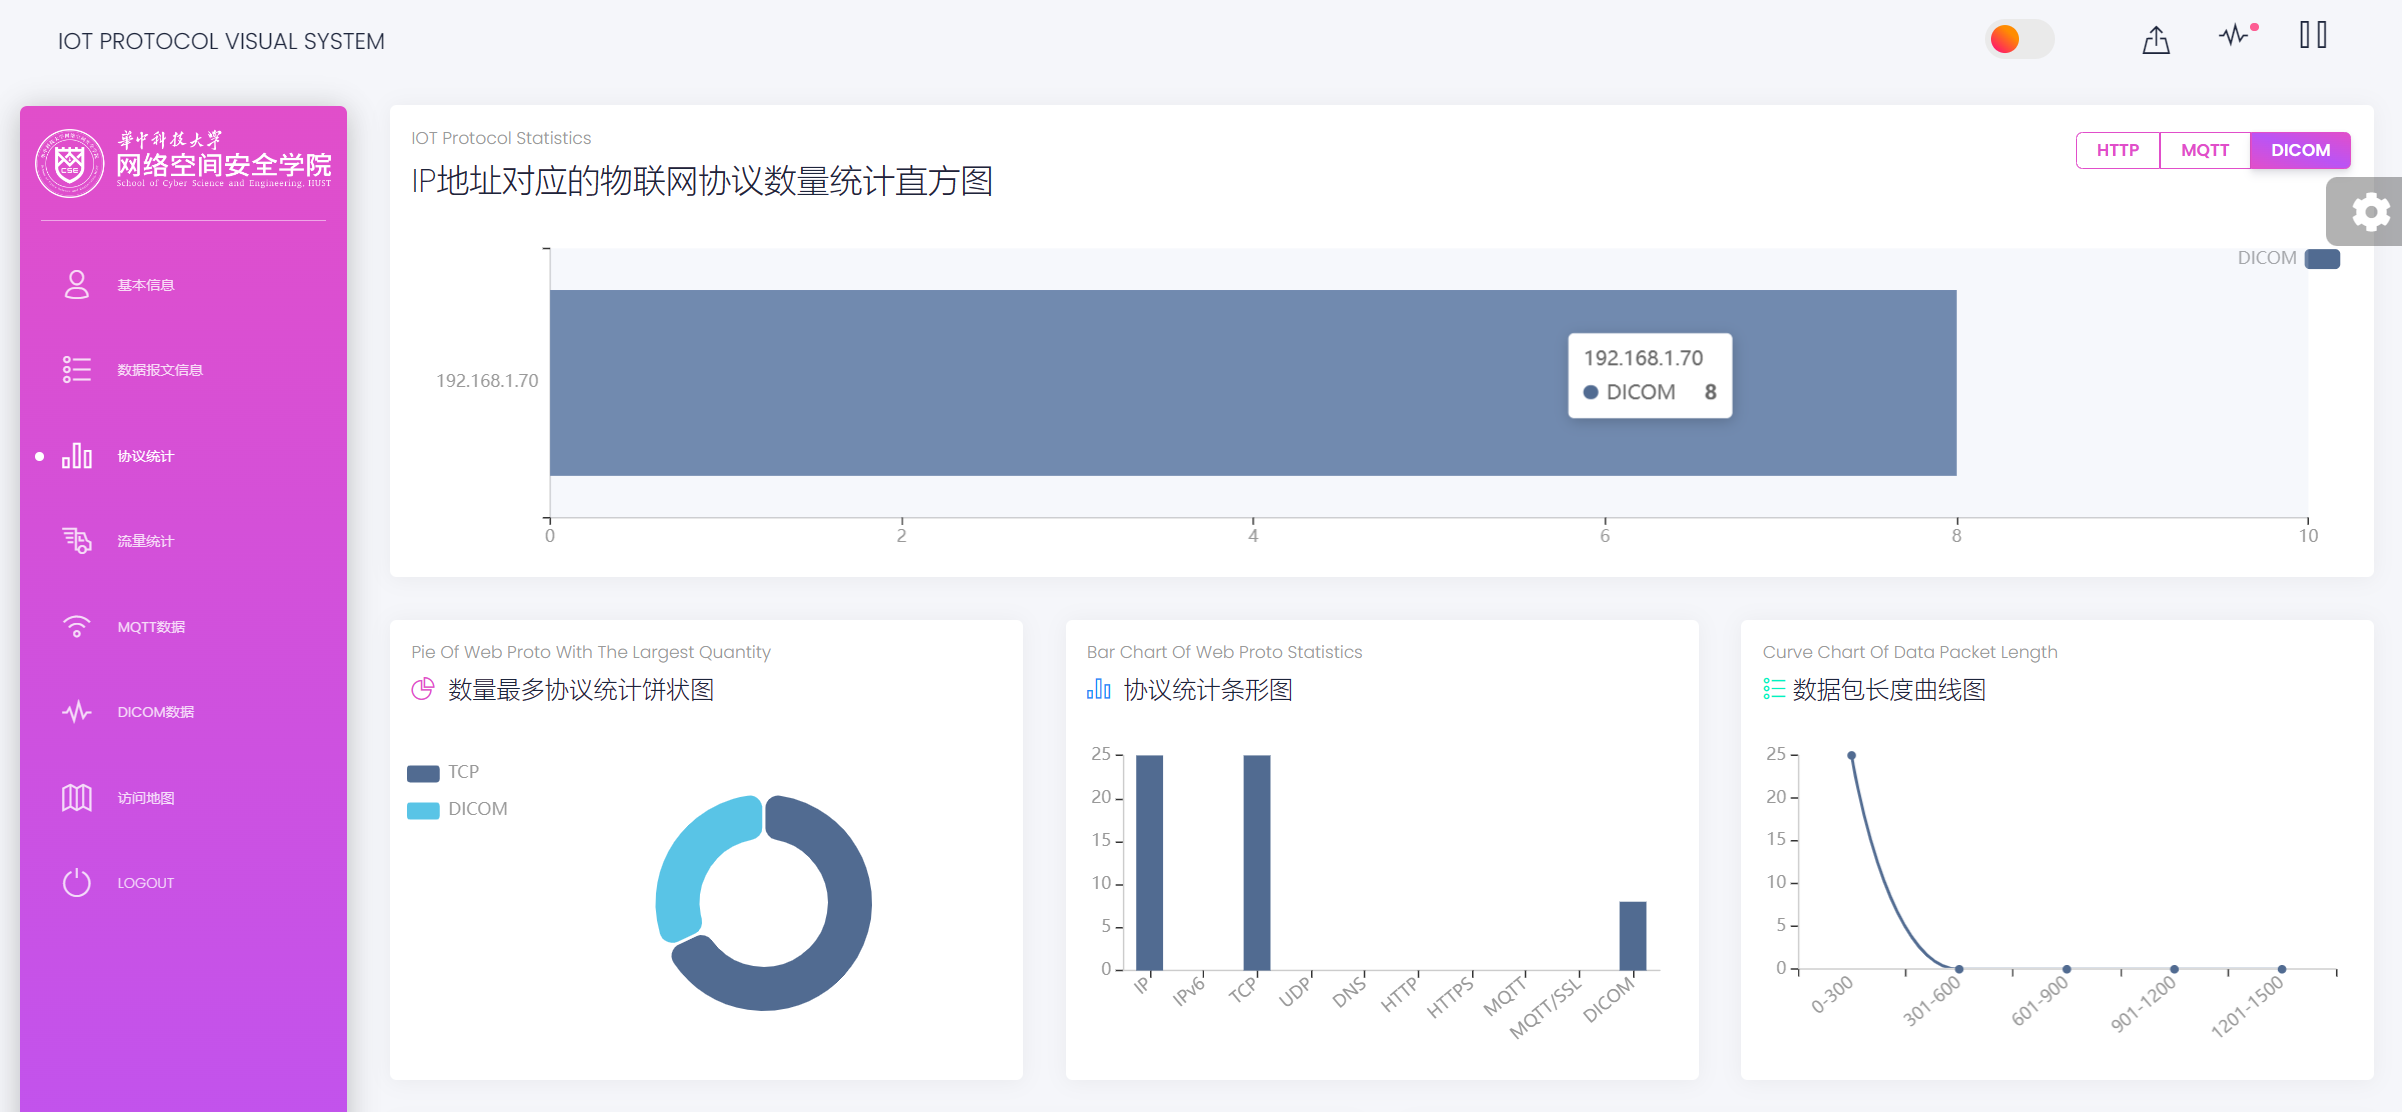 IOT PROTOCOL VISUAL SYSTEM
華中科技大学
网络空间安全学院
School of Cyber Science and Engineering, HUST
CSE
基本信息
数据报文信息
协议统计
流量统计
MQTT数据
DICOM数据
访问地图
LOGOUT
IOT Protocol Statistics
IP地址对应的物联网协议数量统计直方图
HTTP MQTT DICOM
DICOM
192.168.1.70
192.168.1.70
DICOM 8
0 2 4 6 8 10
Pie Of Web Proto With The Largest Quantity
数量最多协议统计饼状图
TCP
DICOM
Bar Chart Of Web Proto Statistics
协议统计条形图
25
20
15
10
5
0
IP IPv6 TCP UDP DNS HTTP HTTPS MQTT MQTT/SSL DICOM
Curve Chart Of Data Packet Length
数据包长度曲线图
25
20
15
10
5
0
0-300 301-600 601-900 901-1200 1201-1500